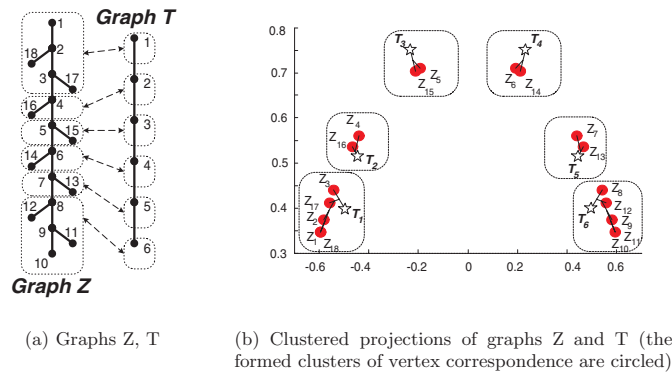 Graph T
1
18
2
3
17
16
4
5
15
14
6
7
13
12
8
9
11
10
Graph Z
1
2
3
4
5
6
0.8
0.7
0.6
0.5
0.4
0.3
-0.6
-0.4
-0.2
0
0.2
0.4
0.6
T3
Z5
Z15
T4
Z6
Z14
Z4
Z16
T2
Z7
Z13
T5
Z3
Z17
T1
Z2
Z1
Z18
Z8
Z12
T6
Z9
Z10
Z11
(a) Graphs Z, T
(b) Clustered projections of graphs Z and T (the
formed clusters of vertex correspondence are circled)